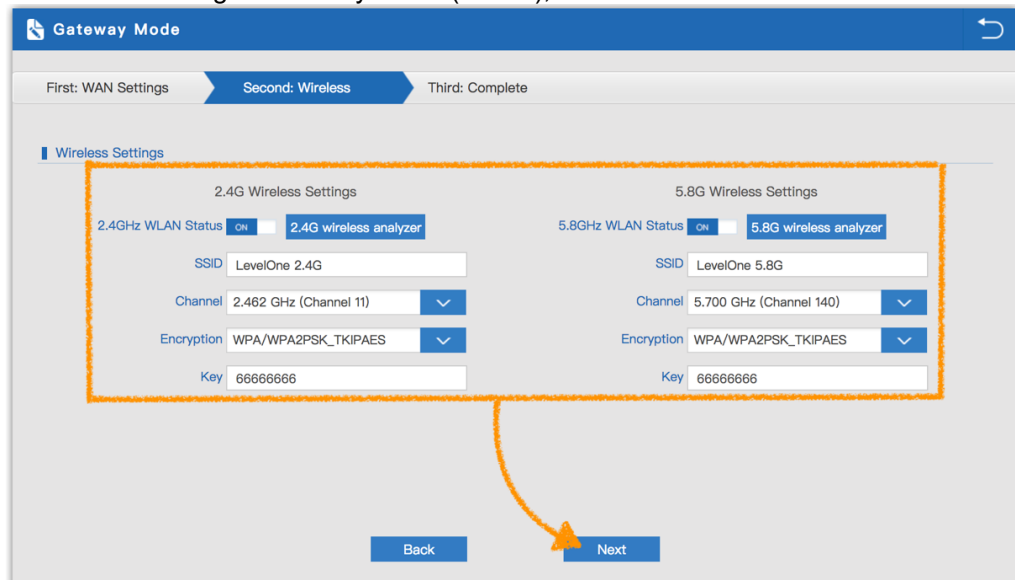 Gateway Mode
First: WAN Settings
Second: Wireless
Third: Complete
Wireless Settings
2.4G Wireless Settings
2.4GHz WLAN Status ON 2.4G wireless analyzer
SSID LevelOne 2.4G
Channel 2.462 GHz (Channel 11)
Encryption WPA/WPA2PSK_TKIPAES
Key 66666666
5.8G Wireless Settings
5.8GHz WLAN Status ON 5.8G wireless analyzer
SSID LevelOne 5.8G
Channel 5.700 GHz (Channel 140)
Encryption WPA/WPA2PSK_TKIPAES
Key 66666666
Back
Next